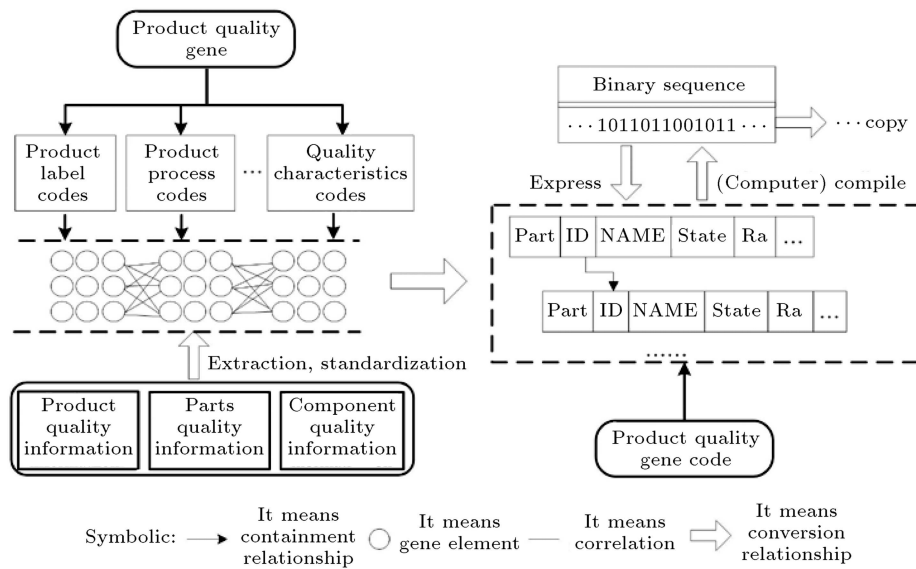 Product quality
gene
Product
label
codes
Product
process
codes
...
Quality
characteristics
codes
Extraction, standardization
Product
quality
information
Parts
quality
information
Component
quality
information
Binary sequence
··· 1011011001011 ···
··· copy
Express
(Computer) compile
Part ID NAME State Ra ...
Part ID NAME State Ra ...
......
Product quality
gene code
Symbolic:
It means
containment
relationship
It means
gene element
It means
correlation
It means
conversion
relationship